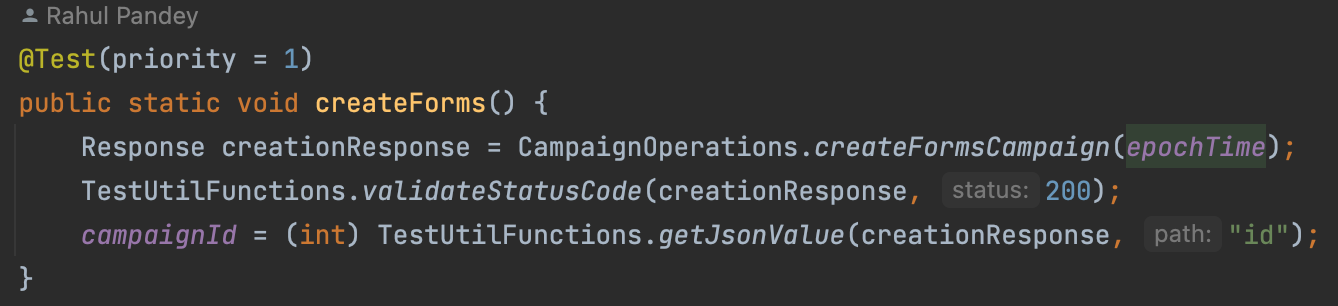 Rahul Pandey
@Test(priority = 1)
public static void createForms() {
    Response creationResponse = CampaignOperations.createFormsCampaign(epochTime);
    TestUtilFunctions.validateStatusCode(creationResponse, status: 200);
    campaignId = (int) TestUtilFunctions.getJsonValue(creationResponse, path: "id");
}